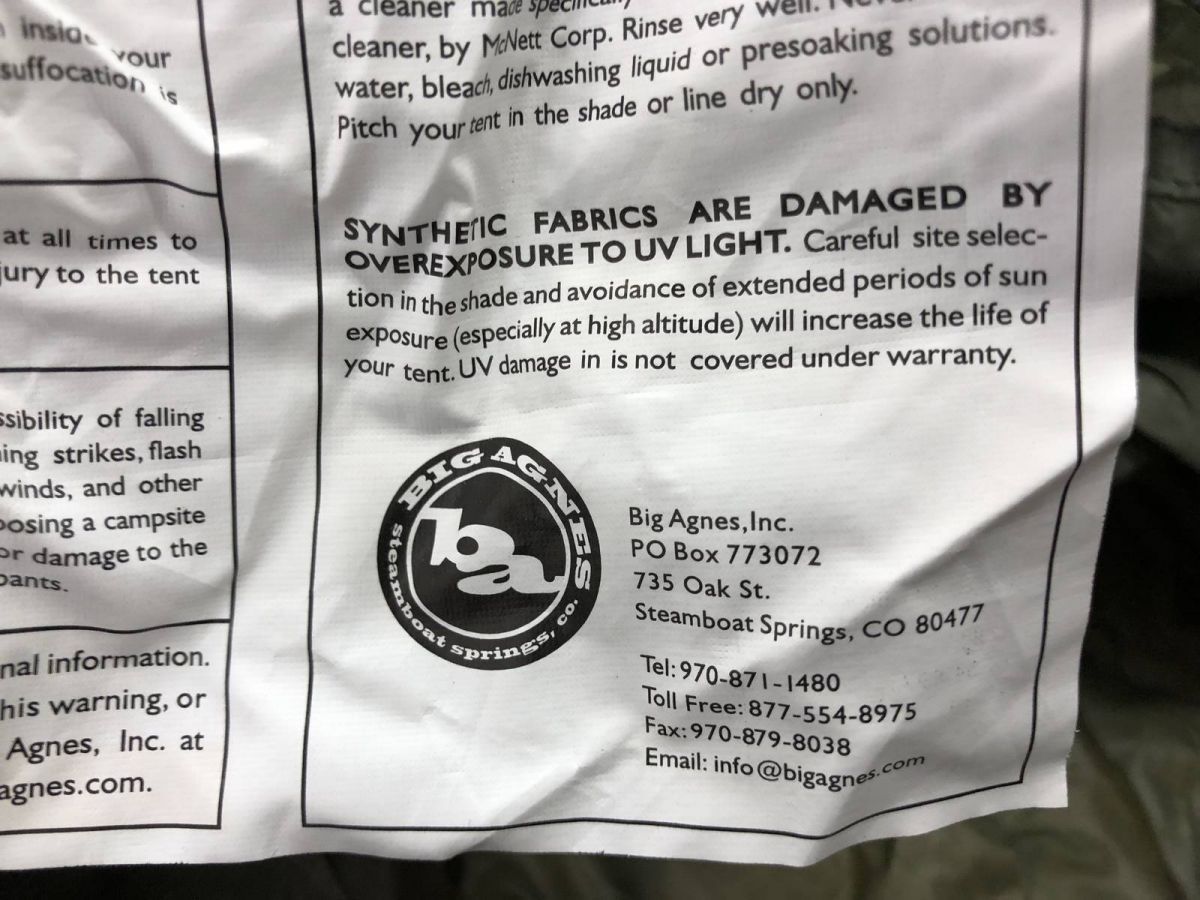 inside your
suffocation is
at all times to
jury to the tent
ssibility of falling
ing strikes, flash
winds, and other
osing a campsite
or damage to the
pants.
nal information.
his warning, or
Agnes, Inc. at
agnes.com.
a cleaner made specifically
cleaner, by McNett Corp. Rinse very well.
water, bleach, dishwashing liquid or presoaking solutions.
Pitch your tent in the shade or line dry only.
SYNTHETIC FABRICS ARE DAMAGED BY
OVEREXPOSURE TO UV LIGHT. Careful site selec-
tion in the shade and avoidance of extended periods of sun
exposure (especially at high altitude) will increase the life of
your tent. UV damage in is not covered under warranty.
BIG AGNES
ba
steamboat springs, co.
Big Agnes, Inc.
PO Box 773072
735 Oak St.
Steamboat Springs, CO 80477
Tel: 970-871-1480
Toll Free: 877-554-8975
Fax: 970-879-8038
Email: info@bigagnes.com